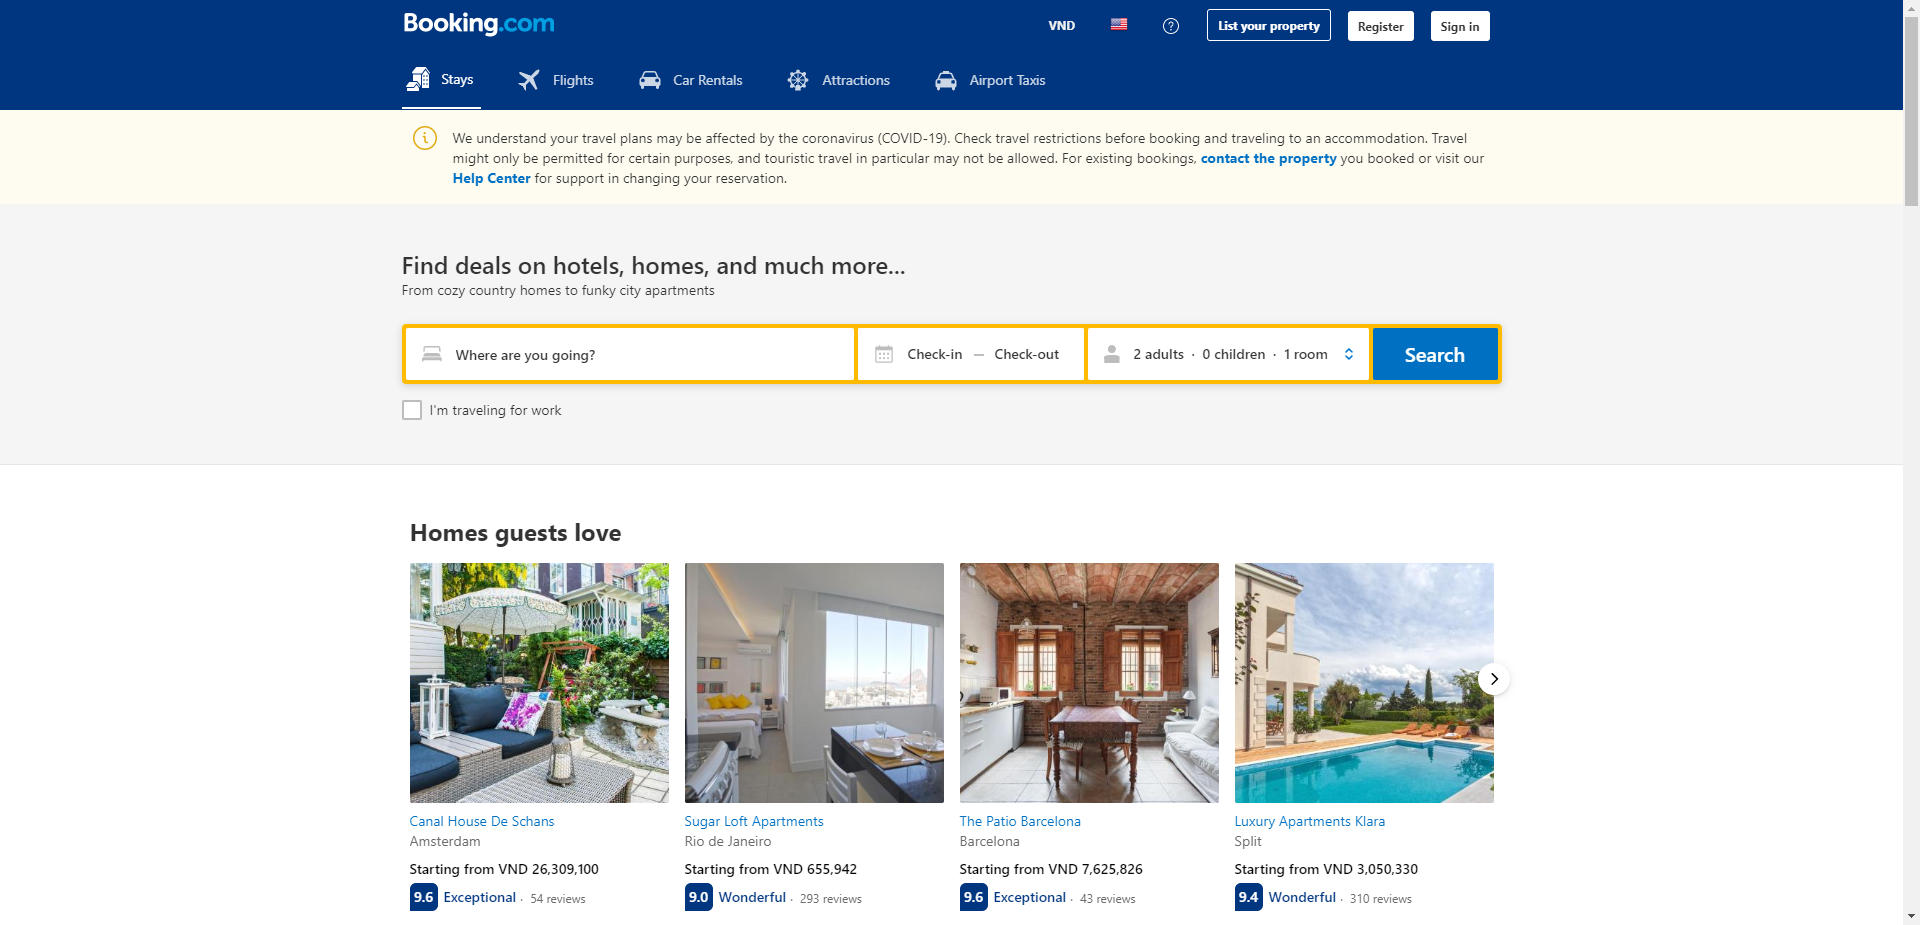 Booking.com
VND
List your property
Register
Sign in
Stays
Flights
Car Rentals
Attractions
Airport Taxis
We understand your travel plans may be affected by the coronavirus (COVID-19). Check travel restrictions before booking and traveling to an accommodation. Travel
might only be permitted for certain purposes, and touristic travel in particular may not be allowed. For existing bookings, contact the property you booked or visit our
Help Center for support in changing your reservation.
Find deals on hotels, homes, and much more...
From cozy country homes to funky city apartments
Where are you going?
Check-in — Check-out
2 adults · 0 children · 1 room
Search
I'm traveling for work
Homes guests love
Canal House De Schans
Amsterdam
Starting from VND 26,309,100
9.6 Exceptional · 54 reviews
Sugar Loft Apartments
Rio de Janeiro
Starting from VND 655,942
9.0 Wonderful · 293 reviews
The Patio Barcelona
Barcelona
Starting from VND 7,625,826
9.6 Exceptional · 43 reviews
Luxury Apartments Klara
Split
Starting from VND 3,050,330
9.4 Wonderful · 310 reviews